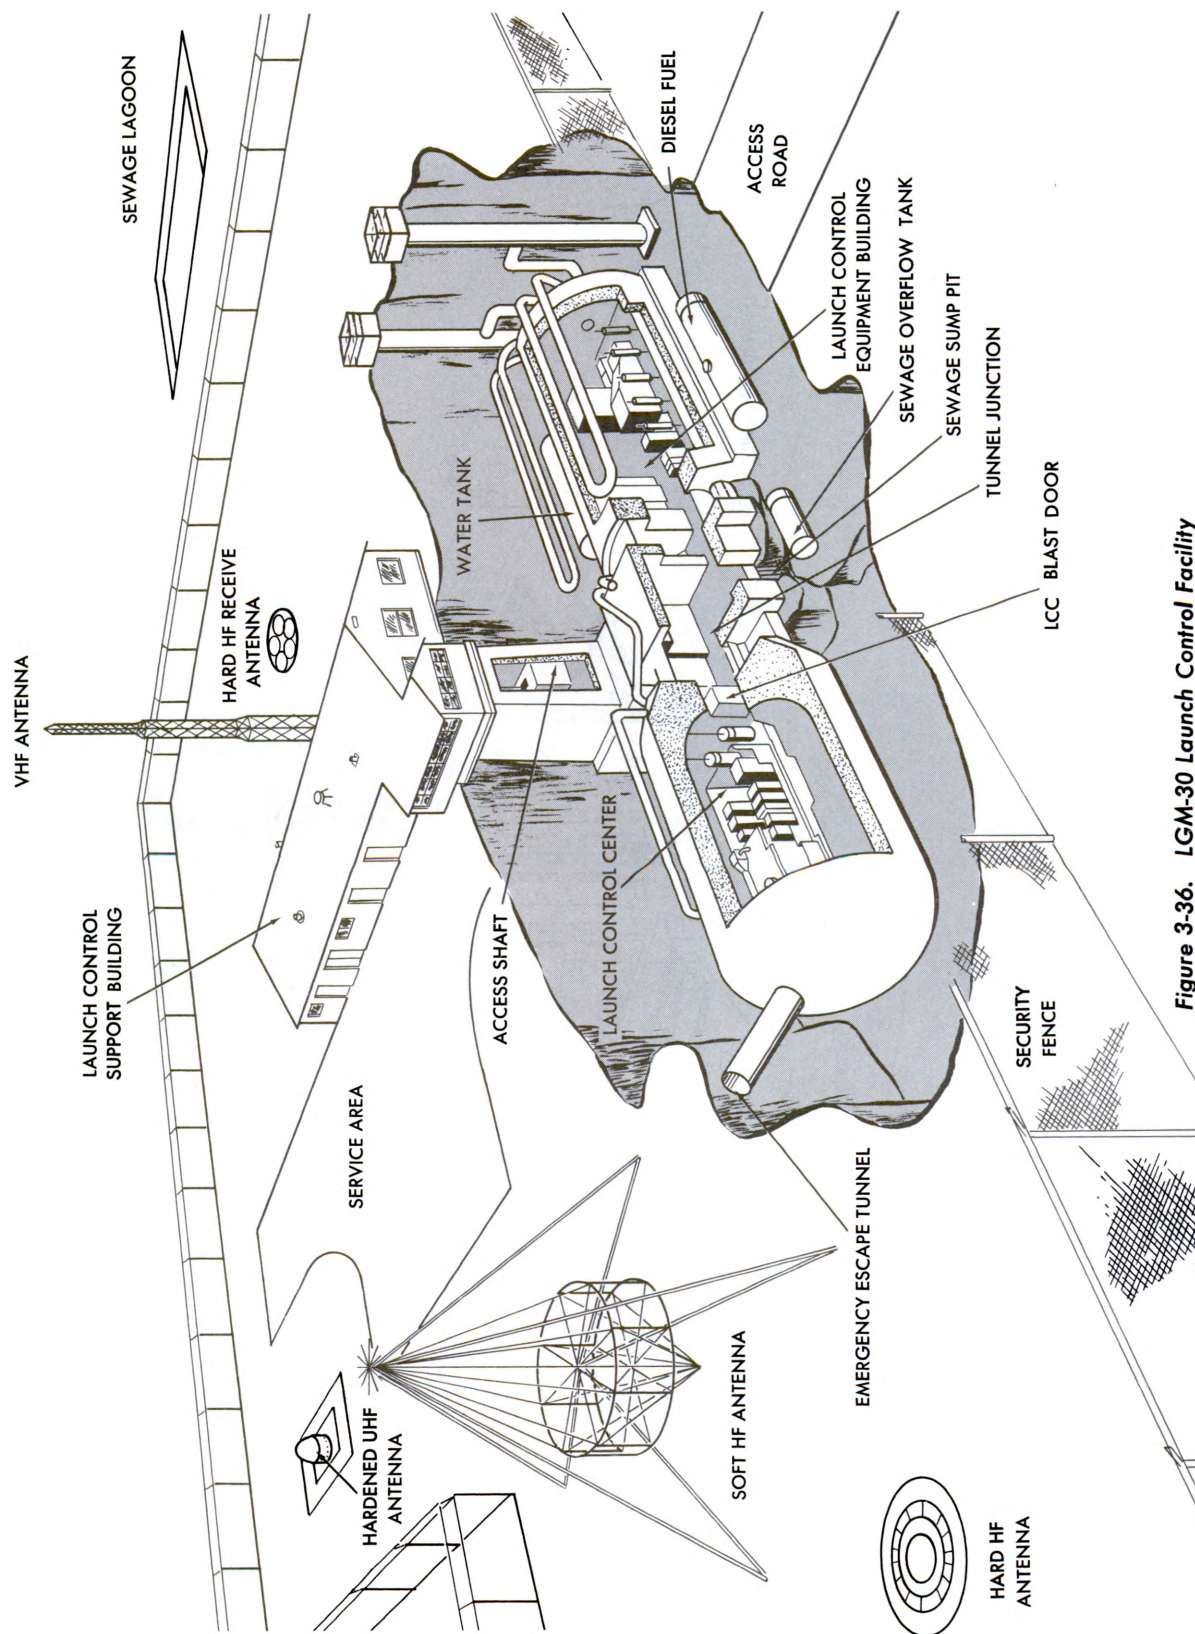 SEWAGE LAGOON
VHF ANTENNA
HARD HF RECEIVE
ANTENNA
LAUNCH CONTROL
SUPPORT BUILDING
WATER TANK
DIESEL FUEL
ACCESS
ROAD
LAUNCH CONTROL
EQUIPMENT BUILDING
SEWAGE OVERFLOW TANK
SEWAGE SUMP PIT
TUNNEL JUNCTION
LCC BLAST DOOR
ACCESS SHAFT
LAUNCH CONTROL CENTER
SERVICE AREA
SECURITY
FENCE
EMERGENCY ESCAPE TUNNEL
HARDENED UHF
ANTENNA
SOFT HF ANTENNA
HARD HF
ANTENNA
Figure 3-36. LGM-30 Launch Control Facility